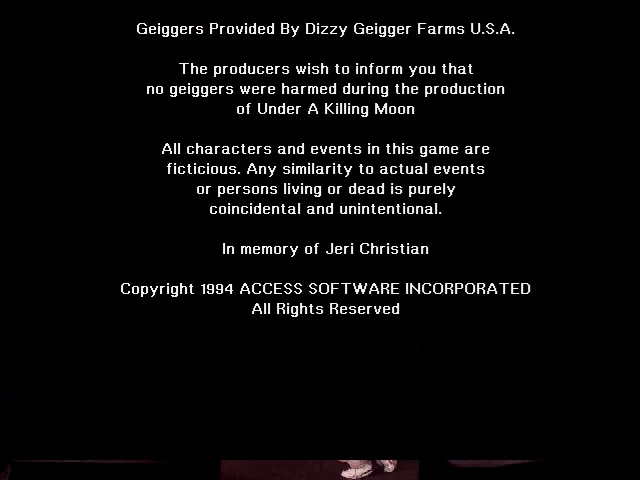 Geiggers Provided By Dizzy Geigger Farms U.S.A.
The producers wish to inform you that
no geiggers were harmed during the production
of Under A Killing Moon
All characters and events in this game are
ficticious. Any similarity to actual events
or persons living or dead is purely
coincidental and unintentional.
In memory of Jeri Christian
Copyright 1994 ACCESS SOFTWARE INCORPORATED
All Rights Reserved